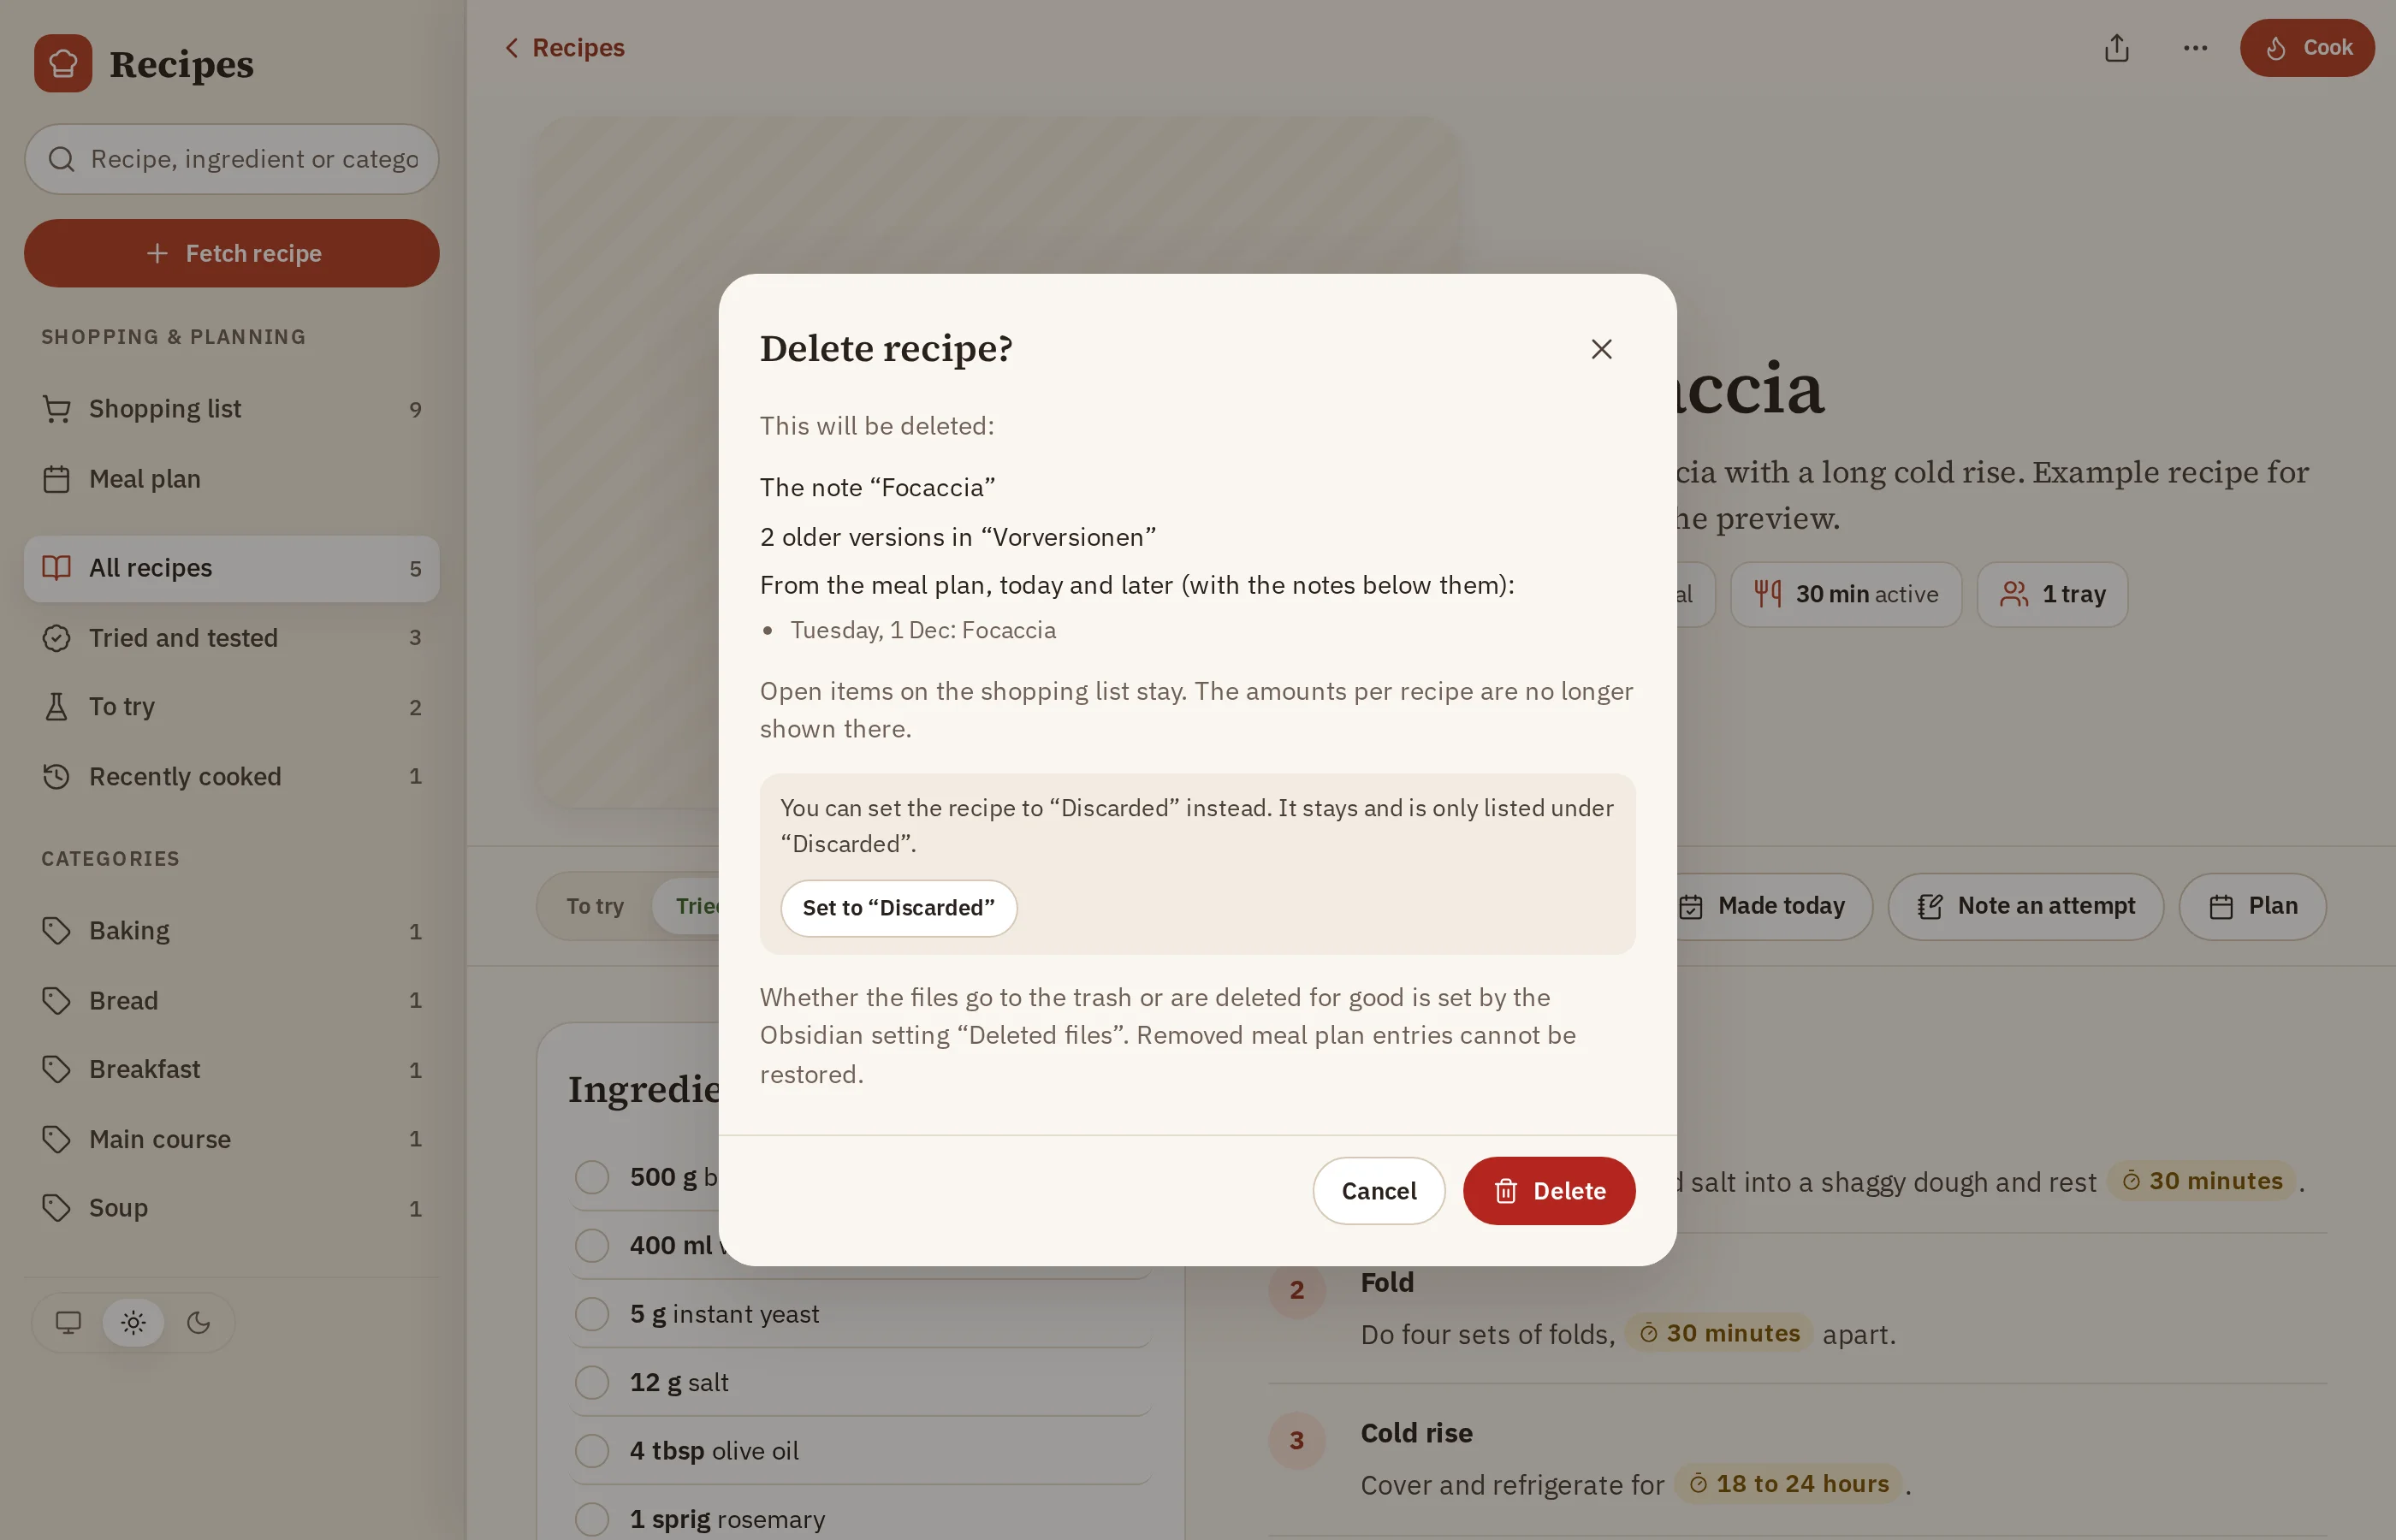 Recipes
Recipe, ingredient or catego
Fetch recipe
SHOPPING & PLANNING
Shopping list 9
Meal plan
All recipes 5
Tried and tested 3
To try 2
Recently cooked 1
CATEGORIES
Baking 1
Bread 1
Breakfast 1
Main course 1
Soup 1
Recipes
Cook
accia
cia with a long cold rise. Example recipe for
he preview.
al
30 min active
1 tray
To try
Tried
Made today
Note an attempt
Plan
Ingredie
500 g b
400 ml
5 g instant yeast
12 g salt
4 tbsp olive oil
1 sprig rosemary
d salt into a shaggy dough and rest 30 minutes.
2 Fold
Do four sets of folds, 30 minutes apart.
3 Cold rise
Cover and refrigerate for 18 to 24 hours.
Delete recipe?
This will be deleted:
The note “Focaccia”
2 older versions in “Vorversionen”
From the meal plan, today and later (with the notes below them):
• Tuesday, 1 Dec: Focaccia
Open items on the shopping list stay. The amounts per recipe are no longer
shown there.
You can set the recipe to “Discarded” instead. It stays and is only listed under
“Discarded”.
Set to “Discarded”
Whether the files go to the trash or are deleted for good is set by the
Obsidian setting “Deleted files”. Removed meal plan entries cannot be
restored.
Cancel
Delete